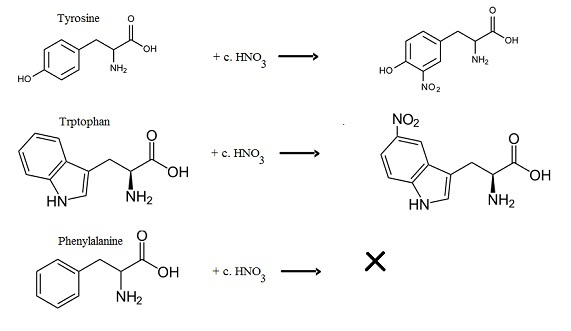 Tyrosine
O
OH
NH₂
HO
+ c. HNO₃
O
OH
NH₂
HO
NO₂
Trptophan
O
OH
NH₂
HN
+ c. HNO₃
NO₂
O
OH
NH₂
HN
Phenylalanine
O
OH
NH₂
+ c. HNO₃